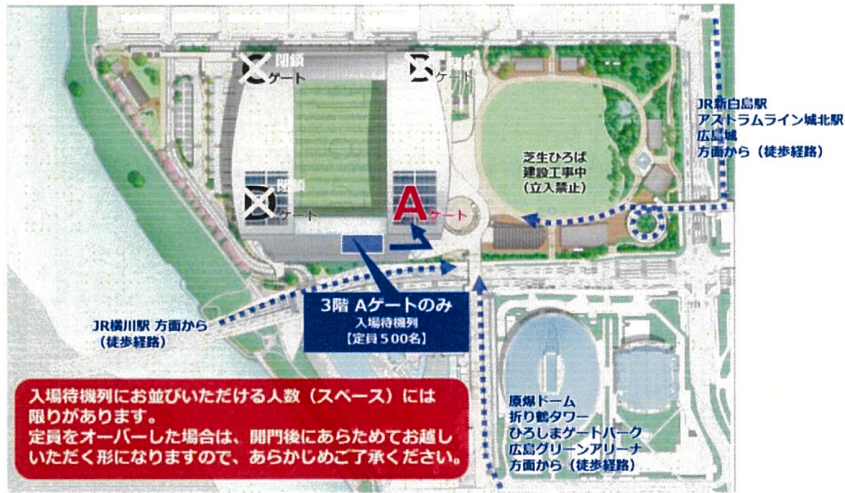 閉鎖
ゲート
ゲート
JR新白島駅
アストラムライン城北駅
広島城
方面から（徒歩経路）
芝生ひろば
建設工事中
（立入禁止）
閉鎖
ゲート
Aゲート
3階 Aゲートのみ
入場待機列
【定員５００名】
JR横川駅 方面から
（徒歩経路）
入場待機列にお並びいただける人数（スペース）には
限りがあります。
定員をオーバーした場合は、開門後にあらためてお越し
いただく形になりますので、あらかじめご了承ください。
原爆ドーム
折り鶴タワー
ひろしまゲートパーク
広島グリーンアリーナ
方面から（徒歩経路）